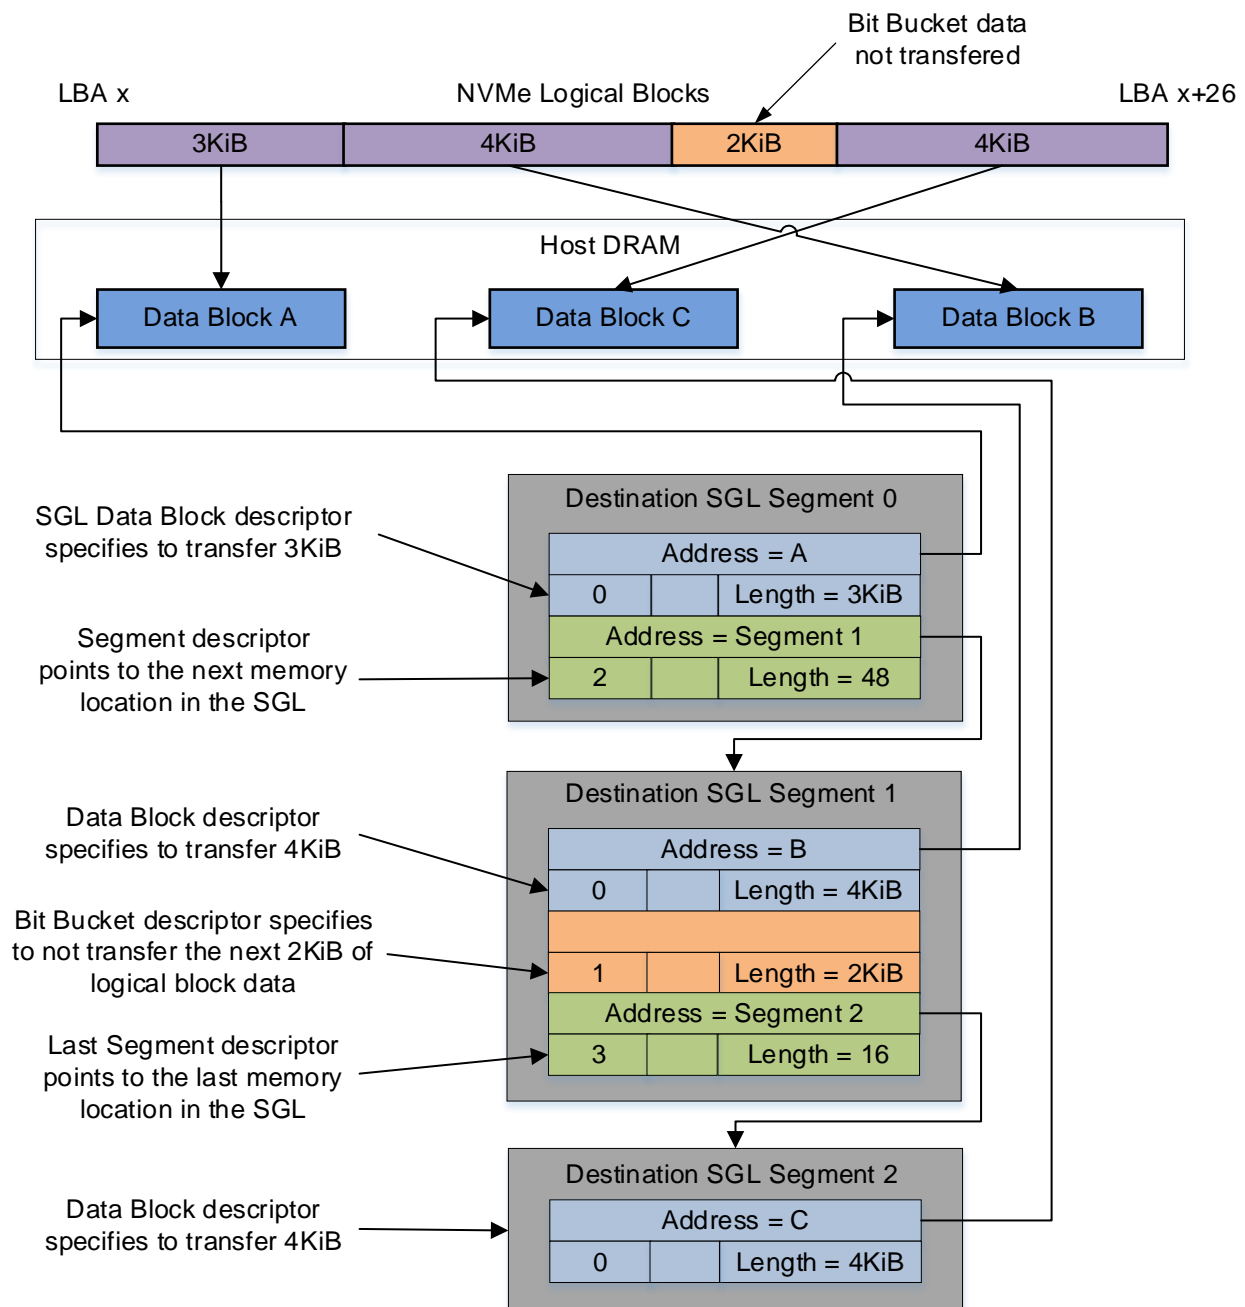 Bit Bucket data
not transfered
LBA x
NVMe Logical Blocks
LBA x+26
3KiB
4KiB
2KiB
4KiB
Host DRAM
Data Block A
Data Block C
Data Block B
Destination SGL Segment 0
SGL Data Block descriptor
specifies to transfer 3KiB
Address = A
0
Length = 3KiB
Segment descriptor
points to the next memory
location in the SGL
Address = Segment 1
2
Length = 48
Destination SGL Segment 1
Data Block descriptor
specifies to transfer 4KiB
Address = B
0
Length = 4KiB
Bit Bucket descriptor specifies
to not transfer the next 2KiB of
logical block data
1
Length = 2KiB
Last Segment descriptor
points to the last memory
location in the SGL
Address = Segment 2
3
Length = 16
Destination SGL Segment 2
Data Block descriptor
specifies to transfer 4KiB
Address = C
0
Length = 4KiB